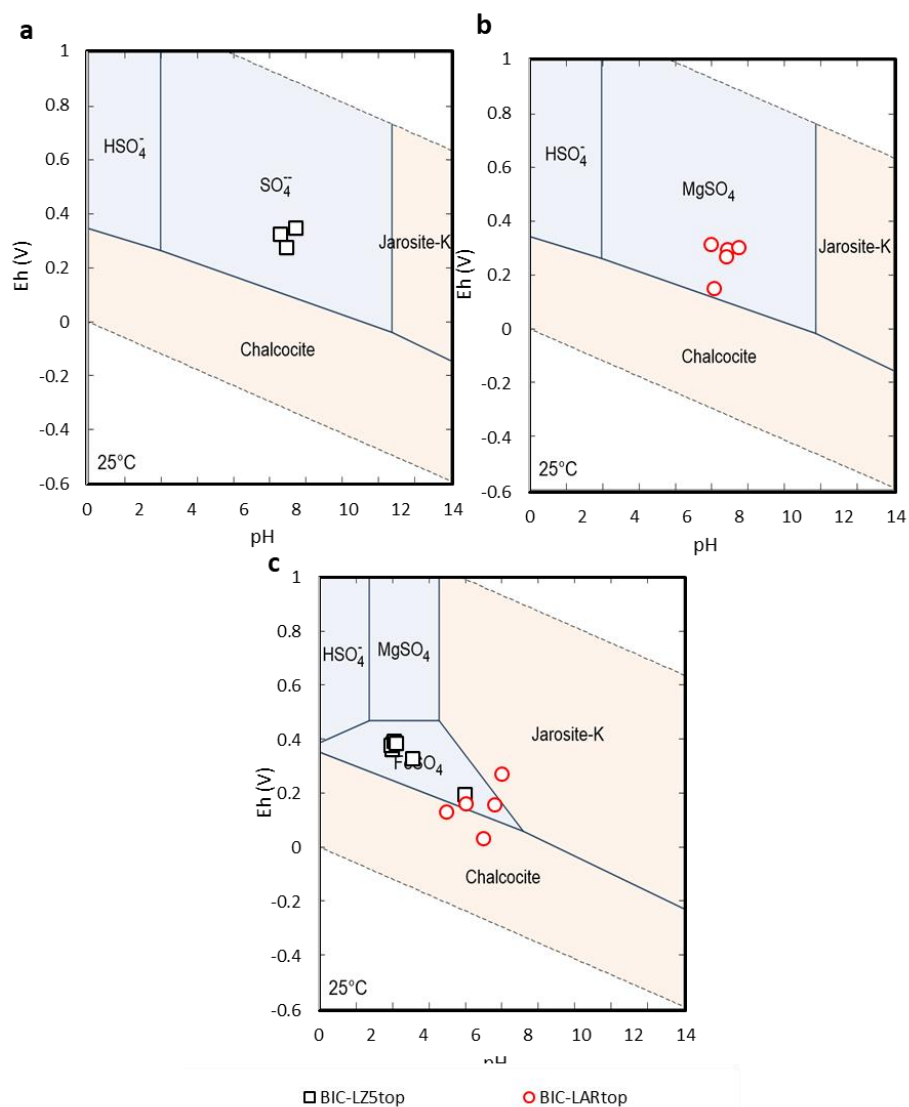 a
1
0.8
0.6
0.4
0.2
0
-0.2
-0.4
-0.6
Eh (V)
HSO₄⁻
SO₄⁻⁻
Jarosite-K
Chalcocite
25°C
0 2 4 6 8 10 12 14
pH
b
1
0.8
0.6
0.4
0.2
0
-0.2
-0.4
-0.6
Eh (V)
HSO₄⁻
MgSO₄
Jarosite-K
Chalcocite
25°C
0 2 4 6 8 10 12 14
pH
c
1
0.8
0.6
0.4
0.2
0
-0.2
-0.4
-0.6
Eh (V)
HSO₄⁻
MgSO₄
FeSO₄
Jarosite-K
Chalcocite
25°C
0 2 4 6 8 10 12 14
pH
BIC-LZ5top BIC-LARtop